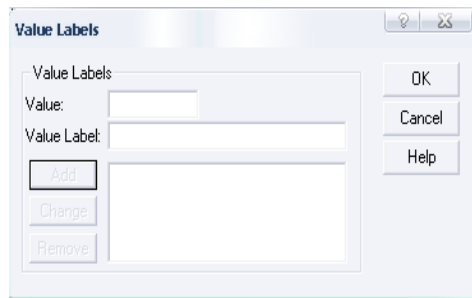 Value Labels
Value Labels
Value:
Value Label:
Add
Change
Remove
OK
Cancel
Help